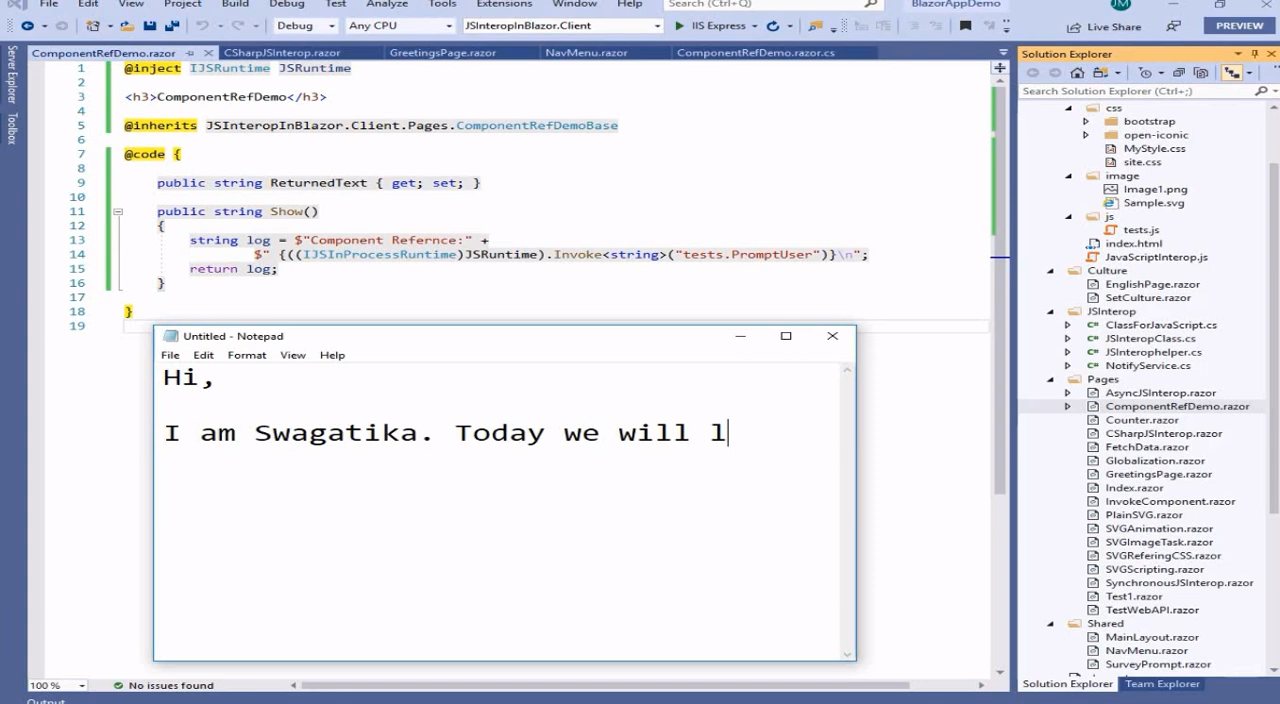 File Edit View Project Build Debug Test Analyze Tools Extensions Window Help Search (Ctrl+Q) BlazorAppDemo JM
Debug Any CPU JSInteropInBlazor.Client IIS Express Live Share PREVIEW
ComponentRefDemo.razor CSharpJSInterop.razor GreetingsPage.razor NavMenu.razor ComponentRefDemo.razor.cs
1 @inject IJSRuntime JSRuntime
2
3 <h3>ComponentRefDemo</h3>
4
5 @inherits JSInteropInBlazor.Client.Pages.ComponentRefDemoBase
6
7 @code {
8
9 public string ReturnedText { get; set; }
10
11 public string Show()
12 {
13 string log = $"Component Refernce:" +
14 $" {((IJSInProcessRuntime)JSRuntime).Invoke<string>("tests.PromptUser")}\n";
15 return log;
16 }
17
18 }
19
Untitled - Notepad
File Edit Format View Help
Hi,
I am Swagatika. Today we will l
100 % No issues found
Output
Server Explorer
Toolbox
Solution Explorer
Search Solution Explorer (Ctrl+;)
css
bootstrap
open-iconic
MyStyle.css
site.css
image
Image1.png
Sample.svg
js
tests.js
index.html
JavaScriptInterop.js
Culture
EnglishPage.razor
SetCulture.razor
JSInterop
ClassForJavaScript.cs
JSInteropClass.cs
JSInterophelper.cs
NotifyService.cs
Pages
AsyncJSInterop.razor
ComponentRefDemo.razor
Counter.razor
CSharpJSInterop.razor
FetchData.razor
Globalization.razor
GreetingsPage.razor
Index.razor
InvokeComponent.razor
PlainSVG.razor
SVGAnimation.razor
SVGImageTask.razor
SVGReferingCSS.razor
SVGScripting.razor
SynchronousJSInterop.razor
Test1.razor
TestWebAPI.razor
Shared
MainLayout.razor
NavMenu.razor
SurveyPrompt.razor
Solution Explorer Team Explorer